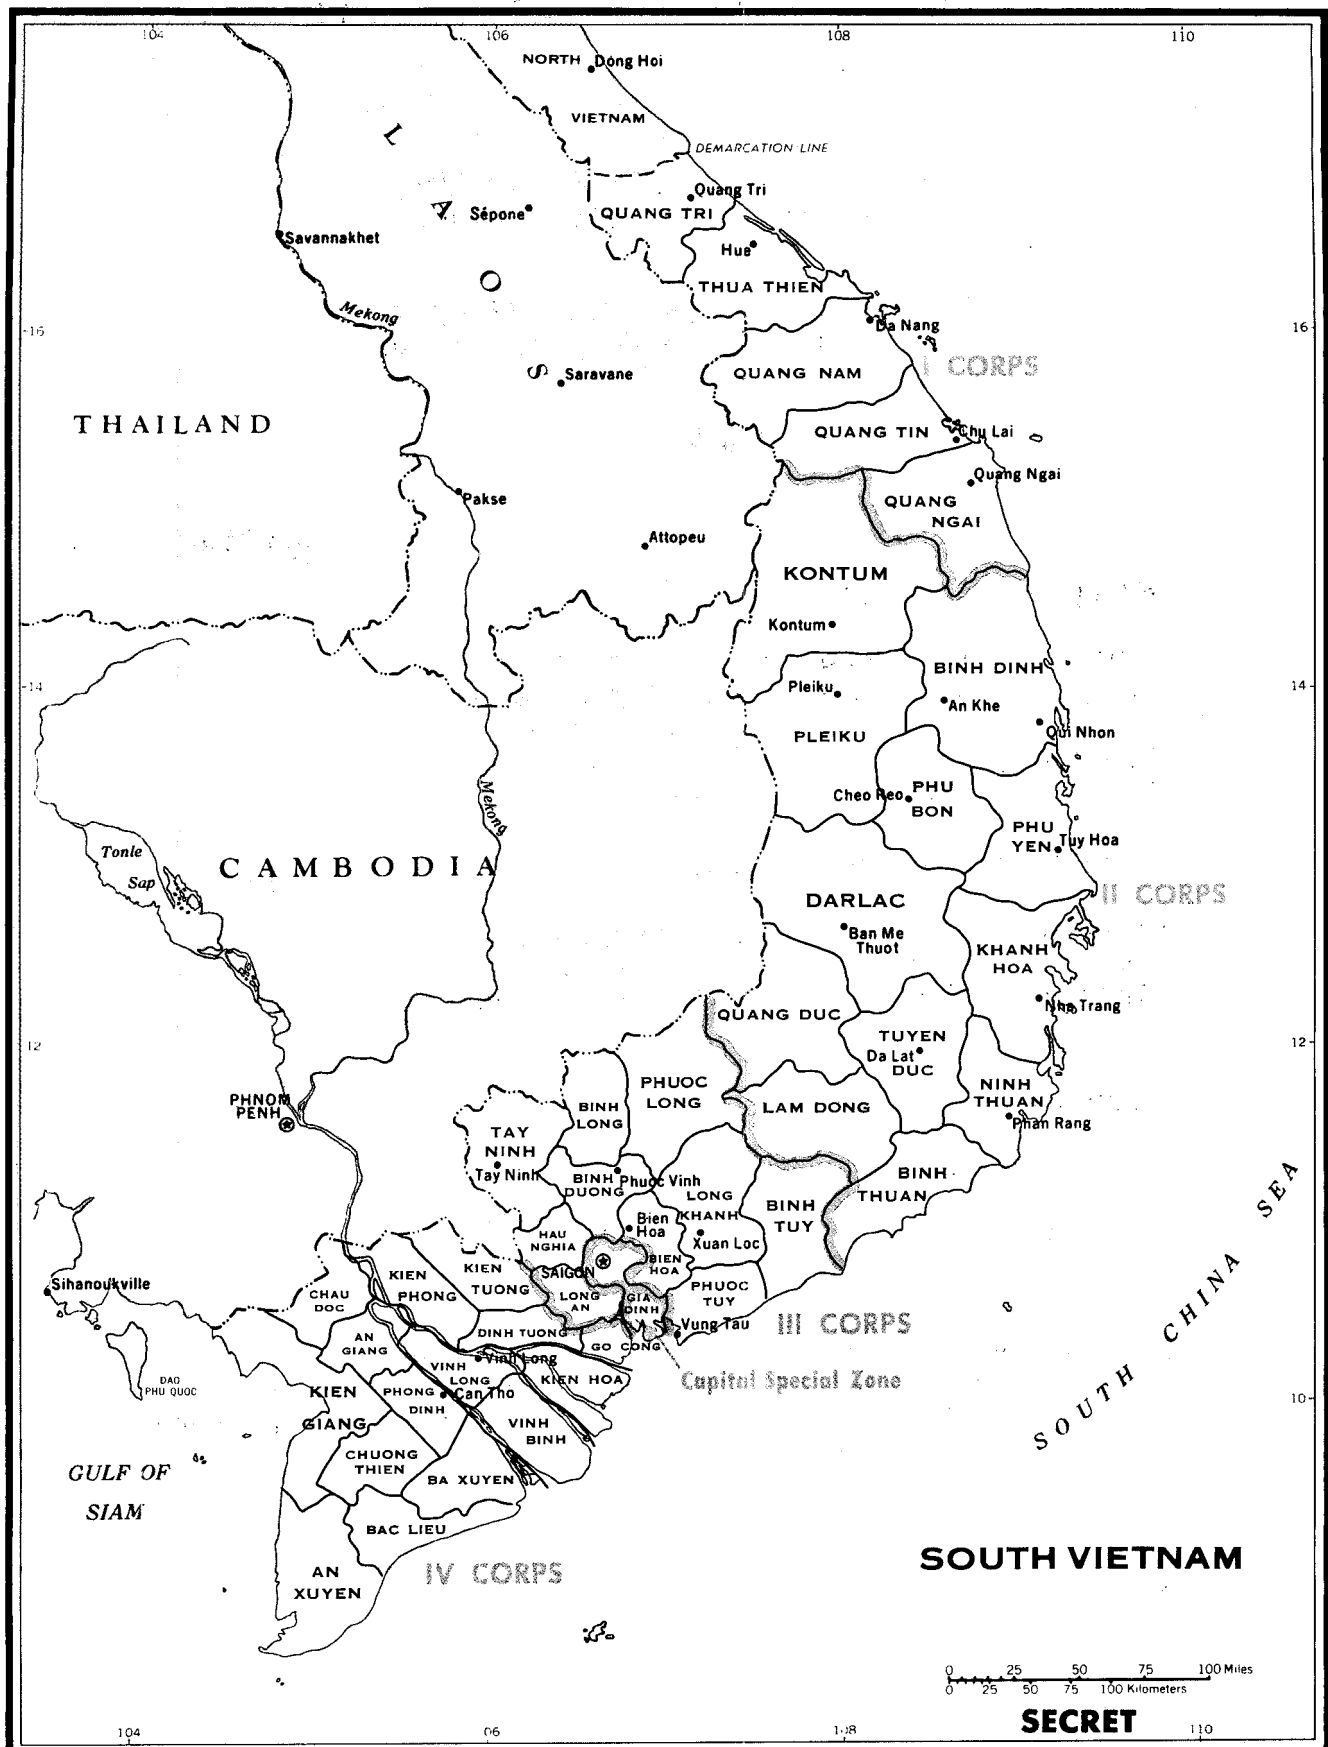 104
106
108
110
NORTH
Dong Hoi
VIETNAM
DEMARCATION LINE
LAOS
Quang Tri
QUANG TRI
Sépone
Savannakhet
Hue
THUA THIEN
Mekong
16
16
Da Nang
I CORPS
QUANG NAM
Saravane
THAILAND
QUANG TIN
Chu Lai
Quang Ngai
Pakse
QUANG
NGAI
Attopeu
KONTUM
Kontum
BINH DINH
14
14
Pleiku
An Khe
PLEIKU
Qui Nhon
Mekong
Cheo Reo
PHU
BON
PHU
YEN
Tuy Hoa
Tonle
Sap
CAMBODIA
DARLAC
II CORPS
Ban Me
Thuot
KHANH
HOA
Nha Trang
QUANG DUC
TUYEN
DUC
Da Lat
12
12
PHUOC
LONG
NINH
THUAN
PHNOM
PENH
BINH
LONG
LAM DONG
Phan Rang
TAY
NINH
Tay Ninh
BINH
DUONG
Phuoc Vinh
BINH
THUAN
LONG
KHANH
BINH
TUY
Bien
Hoa
Xuan Loc
HAU
NGHIA
BIEN
HOA
SAIGON
KIEN
PHONG
KIEN
TUONG
Sihanoukville
CHAU
DOC
LONG
AN
GIA
DINH
PHUOC
TUY
Vung Tau
III CORPS
DINH TUONG
AN
GIANG
GO CONG
VINH
LONG
Vinh Long
KIEN HOA
Capital Special Zone
DAO
PHU QUOC
KIEN
GIANG
PHONG
DINH
Can Tho
10
VINH
BINH
CHUONG
THIEN
BA XUYEN
GULF OF
SIAM
SOUTH CHINA SEA
BAC LIEU
SOUTH VIETNAM
IV CORPS
AN
XUYEN
0 25 50 75 100 Miles
0 25 50 75 100 Kilometers
SECRET
104
06
108
110